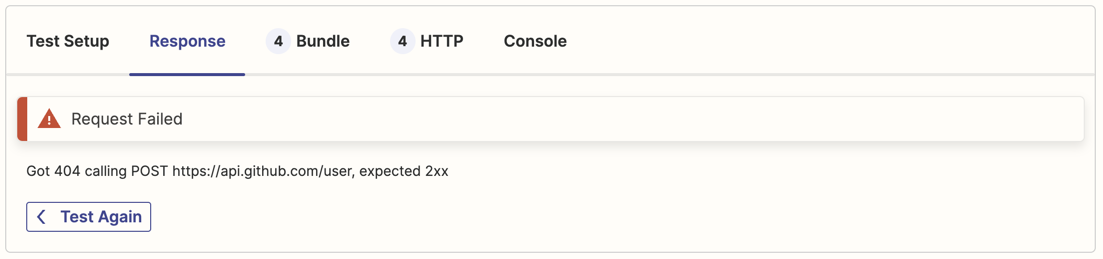 Test Setup Response 4 Bundle 4 HTTP Console
Request Failed
Got 404 calling POST https://api.github.com/user, expected 2xx
Test Again